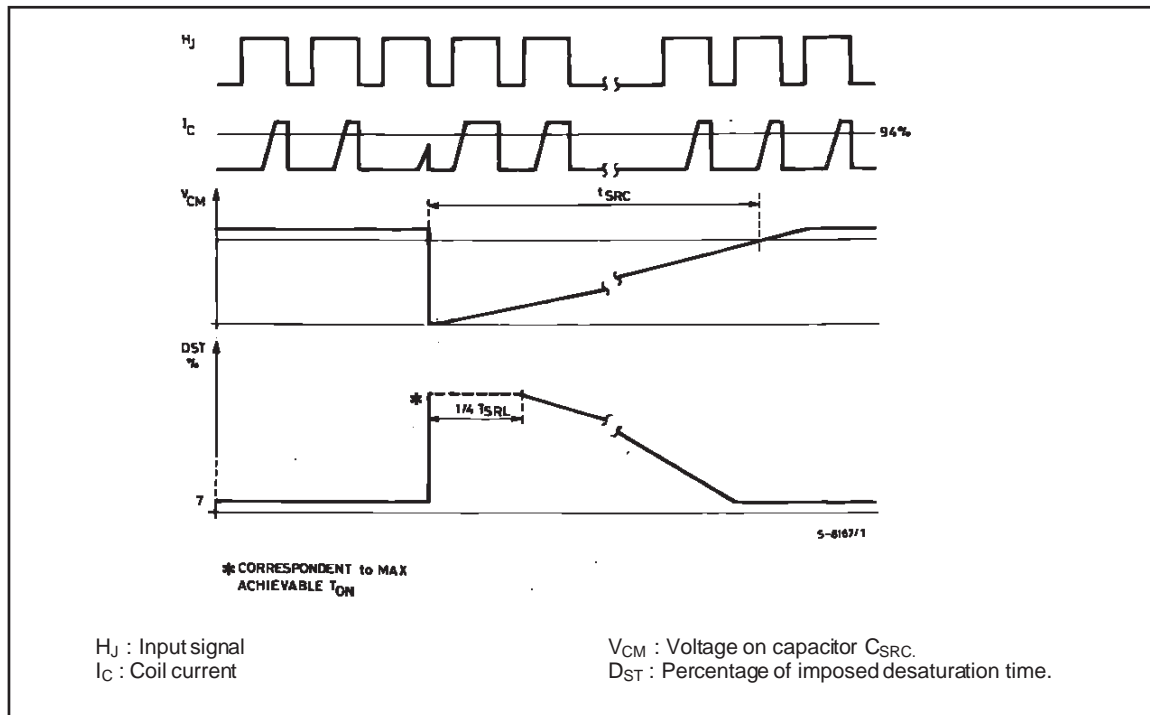 HJ
IC
94%
VCM
tSRC
DST
%
*
1/4 TSRL
7
S-8167/1
* CORRESPONDENT to MAX
ACHIEVABLE TON
HJ : Input signal
IC : Coil current
VCM : Voltage on capacitor CSRC.
DST : Percentage of imposed desaturation time.